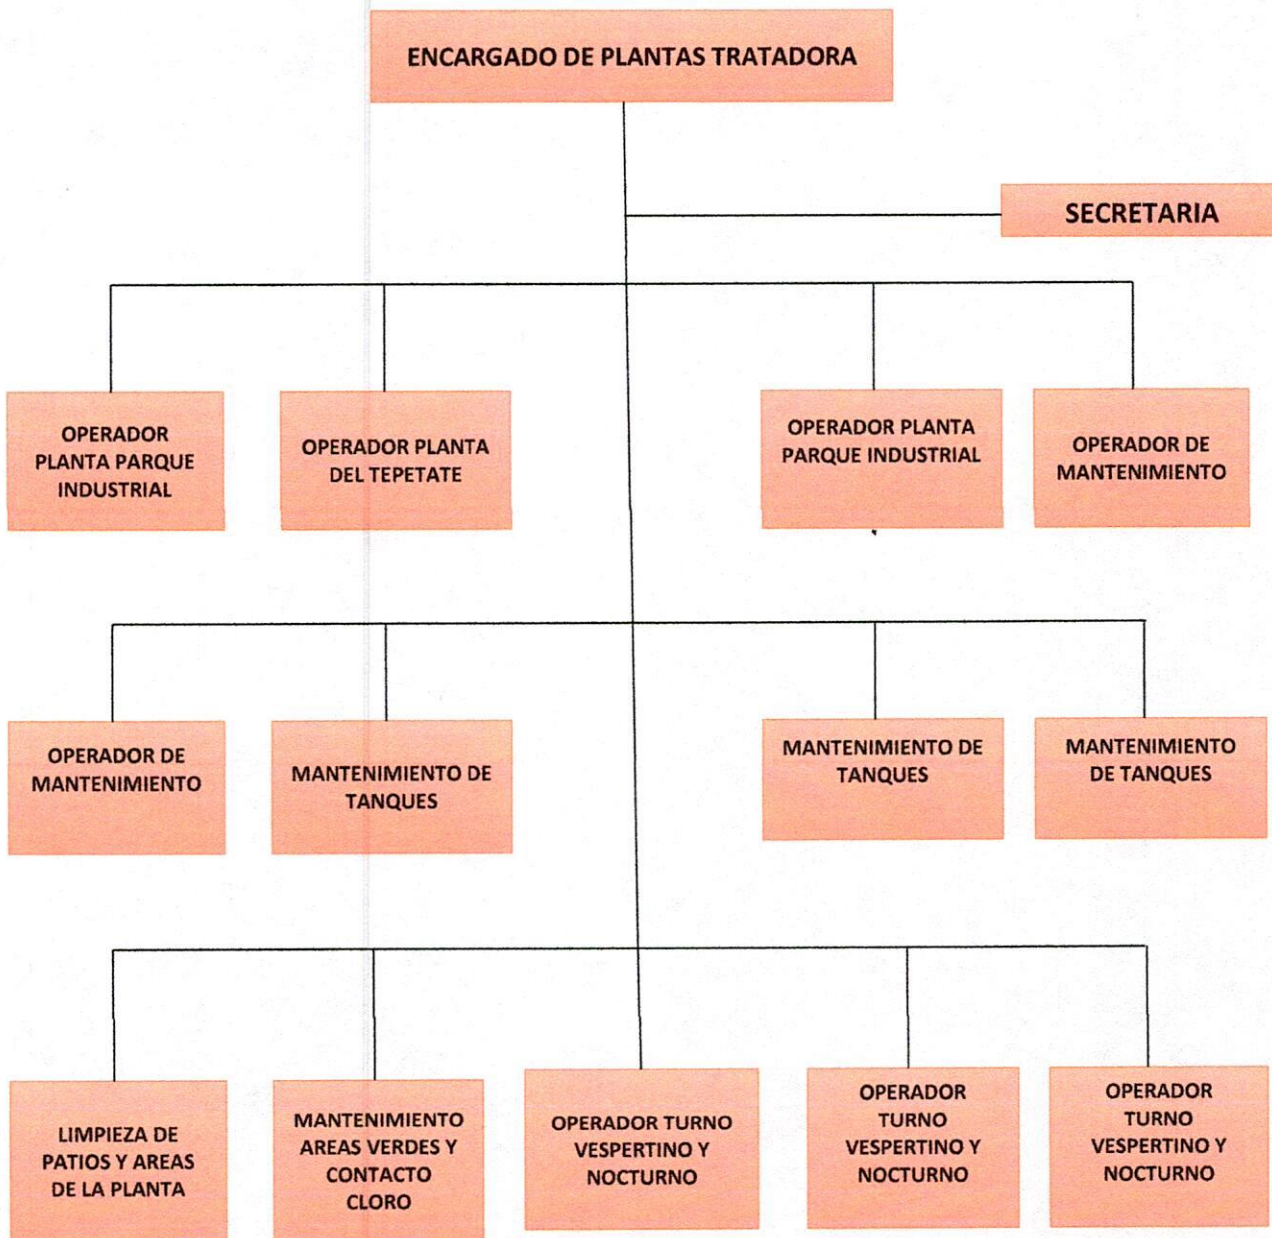 ENCARGADO DE PLANTAS TRATADORA
SECRETARIA
OPERADOR
PLANTA PARQUE
INDUSTRIAL
OPERADOR PLANTA
DEL TEPETATE
OPERADOR PLANTA
PARQUE INDUSTRIAL
OPERADOR DE
MANTENIMIENTO
OPERADOR DE
MANTENIMIENTO
MANTENIMIENTO DE
TANQUES
MANTENIMIENTO DE
TANQUES
MANTENIMIENTO
DE TANQUES
LIMPIEZA DE
PATIOS Y AREAS
DE LA PLANTA
MANTENIMIENTO
AREAS VERDES Y
CONTACTO
CLORO
OPERADOR TURNO
VESPERTINO Y
NOCTURNO
OPERADOR
TURNO
VESPERTINO Y
NOCTURNO
OPERADOR
TURNO
VESPERTINO Y
NOCTURNO